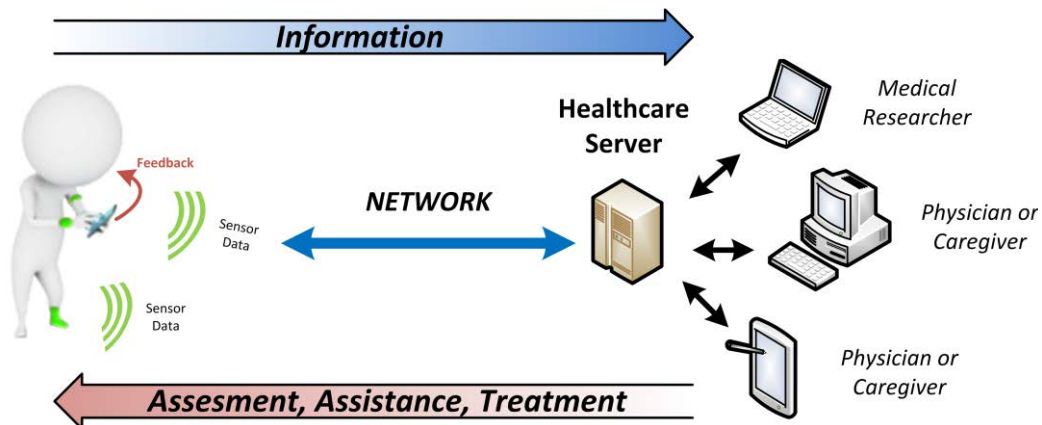 Information
Healthcare
Server
Medical
Researcher
Feedback
Sensor
Data
NETWORK
Physician or
Caregiver
Sensor
Data
Physician or
Caregiver
Assesment, Assistance, Treatment